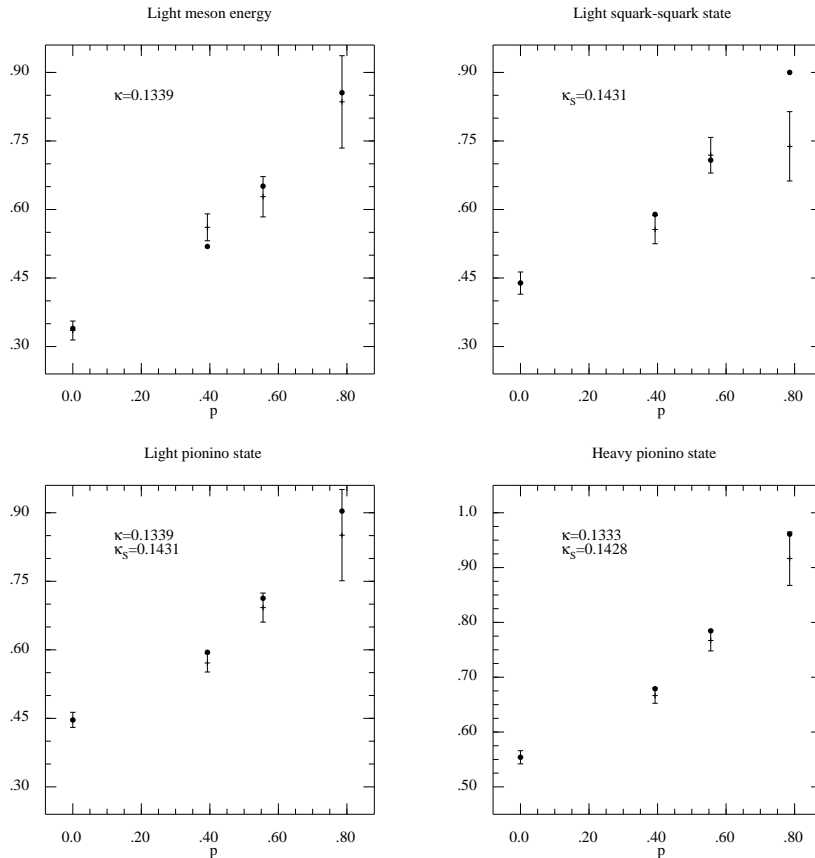 Light meson energy
.90
.75
.60
.45
.30
κ=0.1339
0.0 .20 .40 .60 .80
p
Light squark-squark state
.90
.75
.60
.45
.30
κS=0.1431
0.0 .20 .40 .60 .80
p
Light pionino state
.90
.75
.60
.45
.30
κ=0.1339
κS=0.1431
0.0 .20 .40 .60 .80
p
Heavy pionino state
1.0
.90
.80
.70
.60
.50
κ=0.1333
κS=0.1428
0.0 .20 .40 .60 .80
p